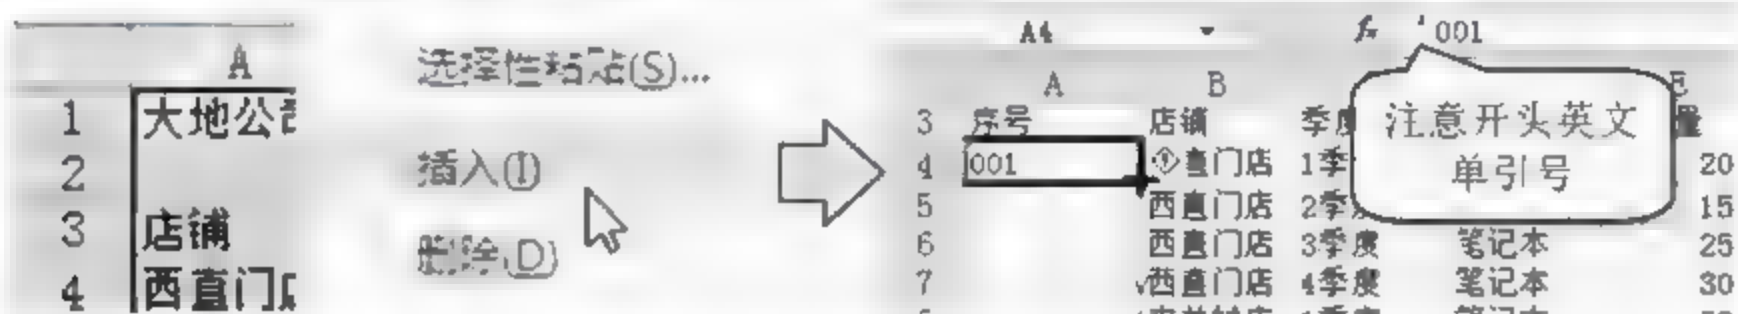 A
1 大地公司
2
3 店铺
4 西直门店
选择性粘贴(S)...
插入(I)
删除(D)
A4 fx '001
A B E
3 序号 店铺 季度 量
4 001 直门店 1季 20
5 西直门店 2季 15
6 西直门店 3季度 笔记本 25
7 西直门店 4季度 笔记本 30
注意开头英文
单引号